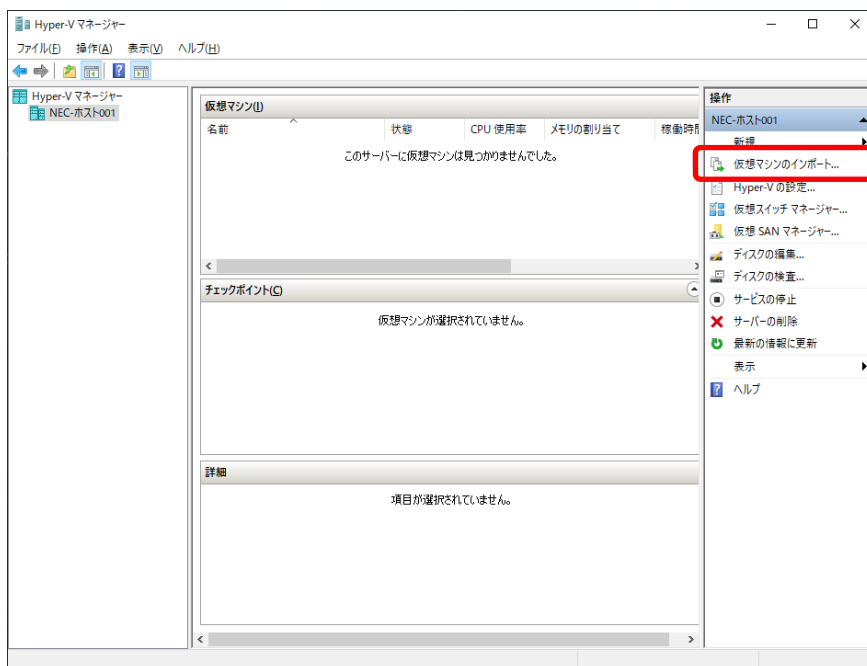 Hyper-V マネージャー
ファイル(F) 操作(A) 表示(V) ヘルプ(H)
Hyper-V マネージャー
NEC-ホスト001
仮想マシン(I)
名前 状態 CPU 使用率 メモリの割り当て 稼働時間
このサーバーに仮想マシンは見つかりませんでした。
チェックポイント(C)
仮想マシンが選択されていません。
詳細
項目が選択されていません。
操作
NEC-ホスト001
新規
仮想マシンのインポート...
Hyper-V の設定...
仮想スイッチ マネージャー...
仮想 SAN マネージャー...
ディスクの編集...
ディスクの検査...
サービスの停止
サーバーの削除
最新の情報に更新
表示
ヘルプ